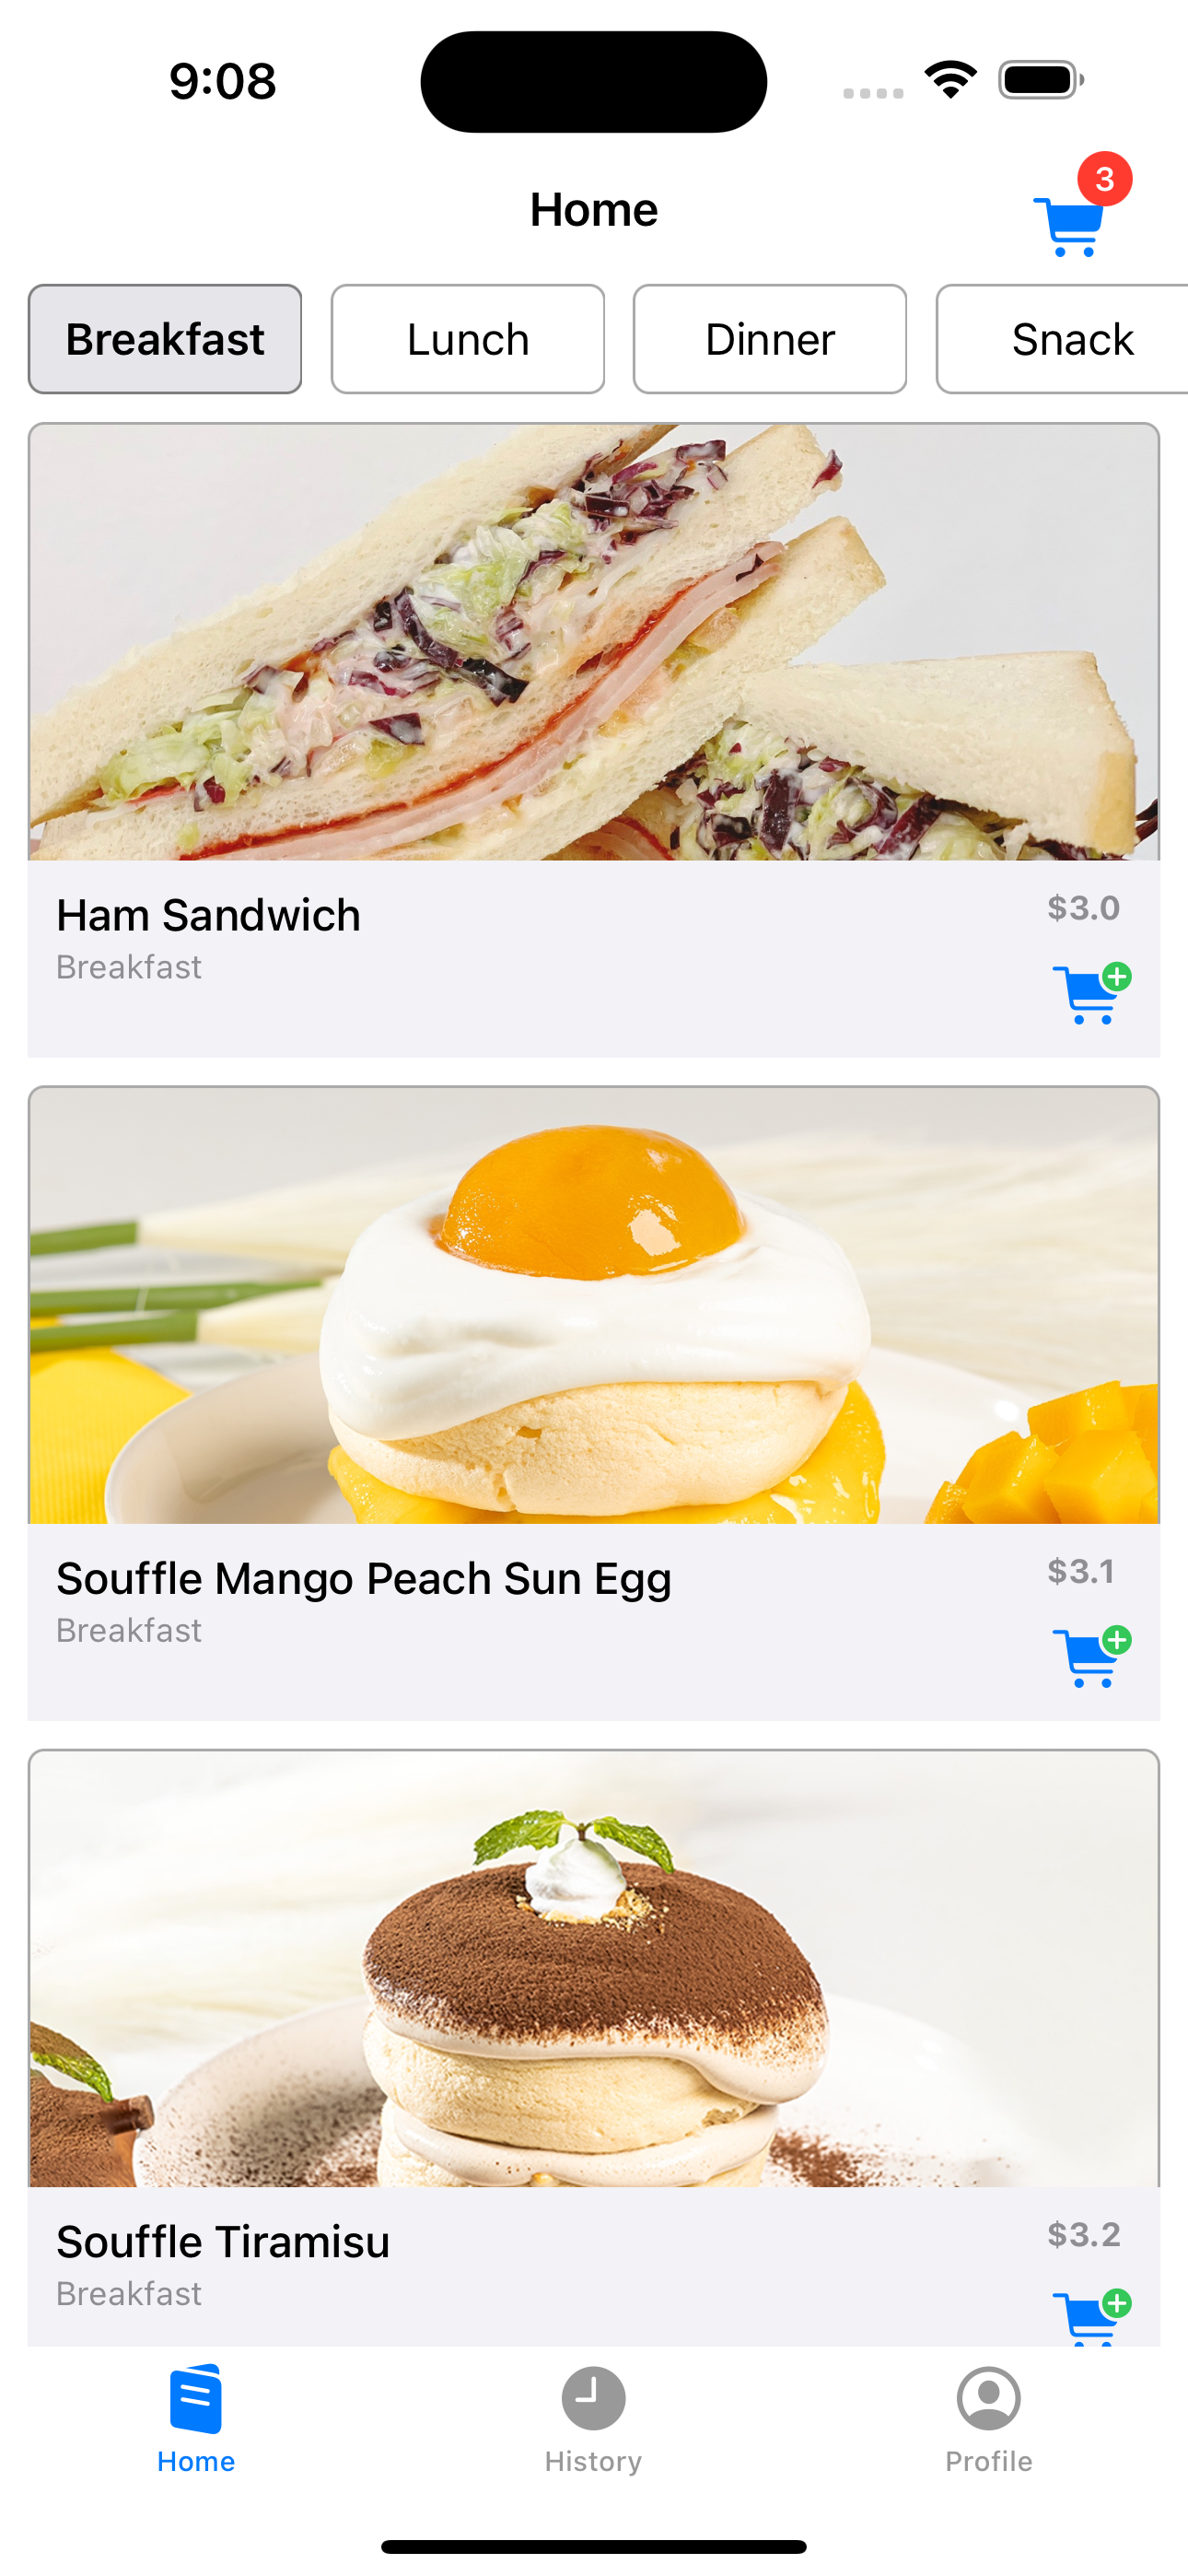 9:08
Home
3
Breakfast
Lunch
Dinner
Snack
Ham Sandwich
$3.0
Breakfast
Souffle Mango Peach Sun Egg
$3.1
Breakfast
Souffle Tiramisu
$3.2
Breakfast
Home
History
Profile